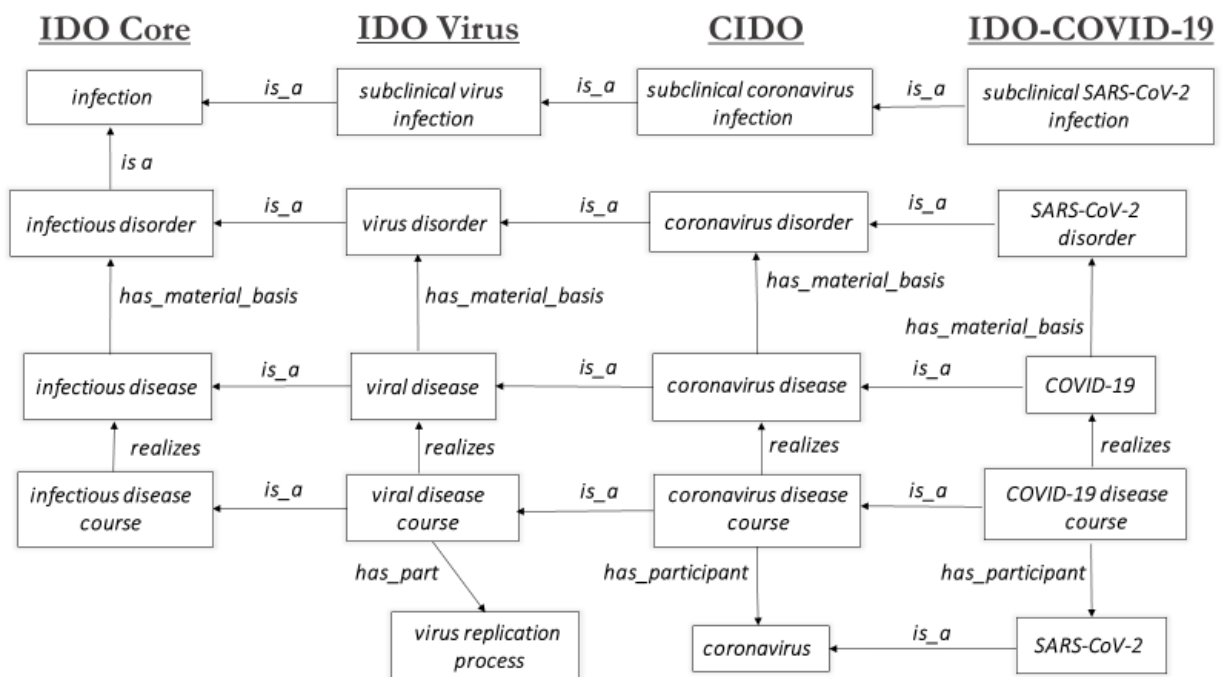 IDO Core
IDO Virus
CIDO
IDO-COVID-19
infection
is_a
subclinical virus
infection
is_a
subclinical coronavirus
infection
is_a
subclinical SARS-CoV-2
infection
is a
infectious disorder
is_a
virus disorder
is_a
coronavirus disorder
is_a
SARS-CoV-2
disorder
has_material_basis
has_material_basis
has_material_basis
has_material_basis
infectious disease
is_a
viral disease
is_a
coronavirus disease
is_a
COVID-19
realizes
realizes
realizes
realizes
infectious disease
course
is_a
viral disease
course
is_a
coronavirus disease
course
is_a
COVID-19 disease
course
has_part
has_participant
has_participant
virus replication
process
coronavirus
is_a
SARS-CoV-2